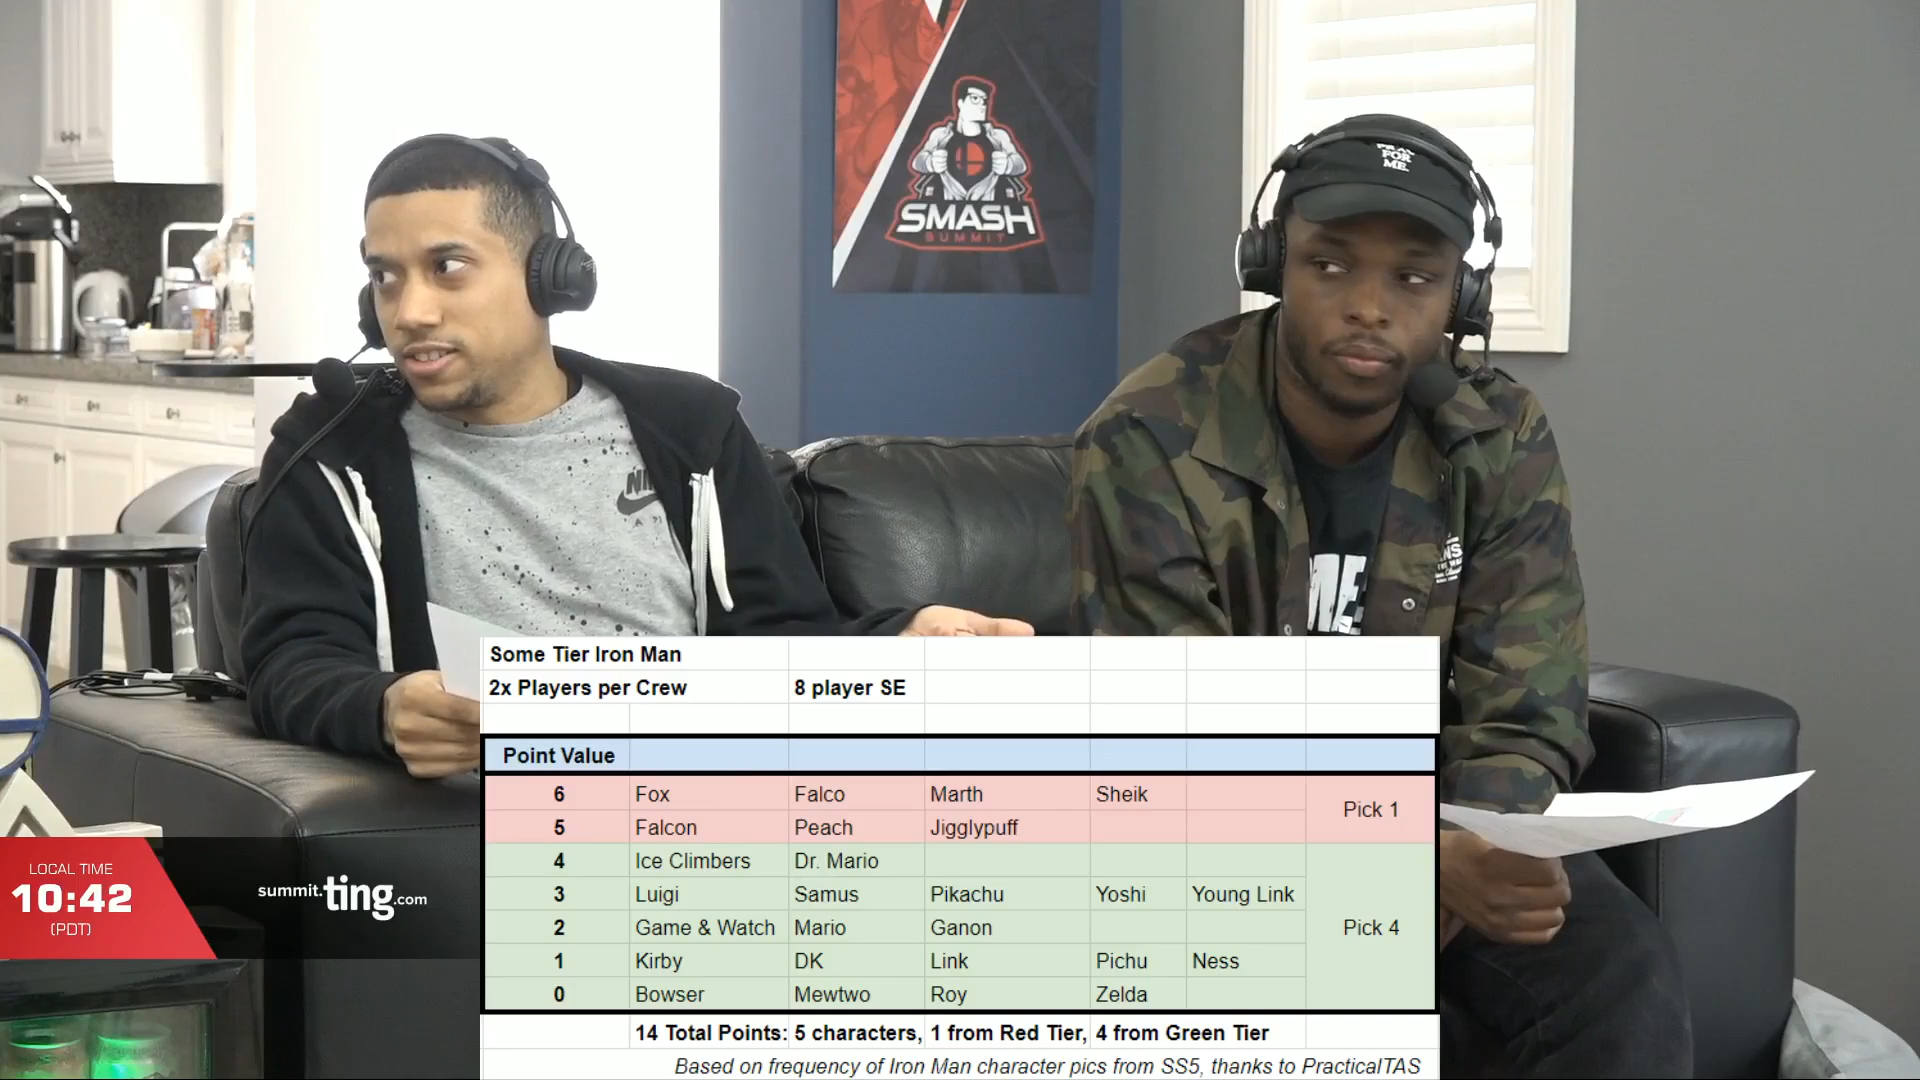 PRAY
FOR
ME.
SMASH
SUMMIT
Some Tier Iron Man
2x Players per Crew 8 player SE
Point Value
6 Fox Falco Marth Sheik Pick 1
5 Falcon Peach Jigglypuff
4 Ice Climbers Dr. Mario
3 Luigi Samus Pikachu Yoshi Young Link
2 Game & Watch Mario Ganon Pick 4
1 Kirby DK Link Pichu Ness
0 Bowser Mewtwo Roy Zelda
14 Total Points: 5 characters, 1 from Red Tier, 4 from Green Tier
Based on frequency of Iron Man character pics from SS5, thanks to PracticalTAS
LOCAL TIME
10:42
(PDT)
summit.ting.com